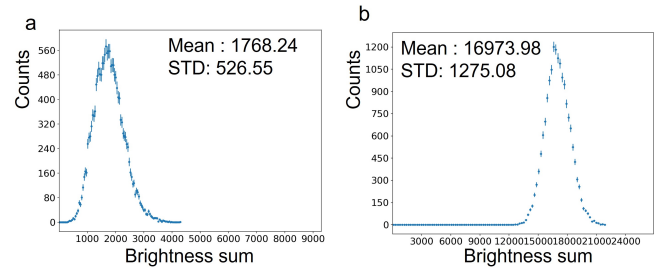 a
Mean : 1768.24
STD: 526.55
Counts
560
480
400
320
240
160
80
0
1000 2000 3000 4000 5000 6000 7000 8000 9000
Brightness sum
b
Mean : 16973.98
STD: 1275.08
Counts
1200
1050
900
750
600
450
300
150
0
3000 6000 9000 12000 15000 18000 21000 24000
Brightness sum